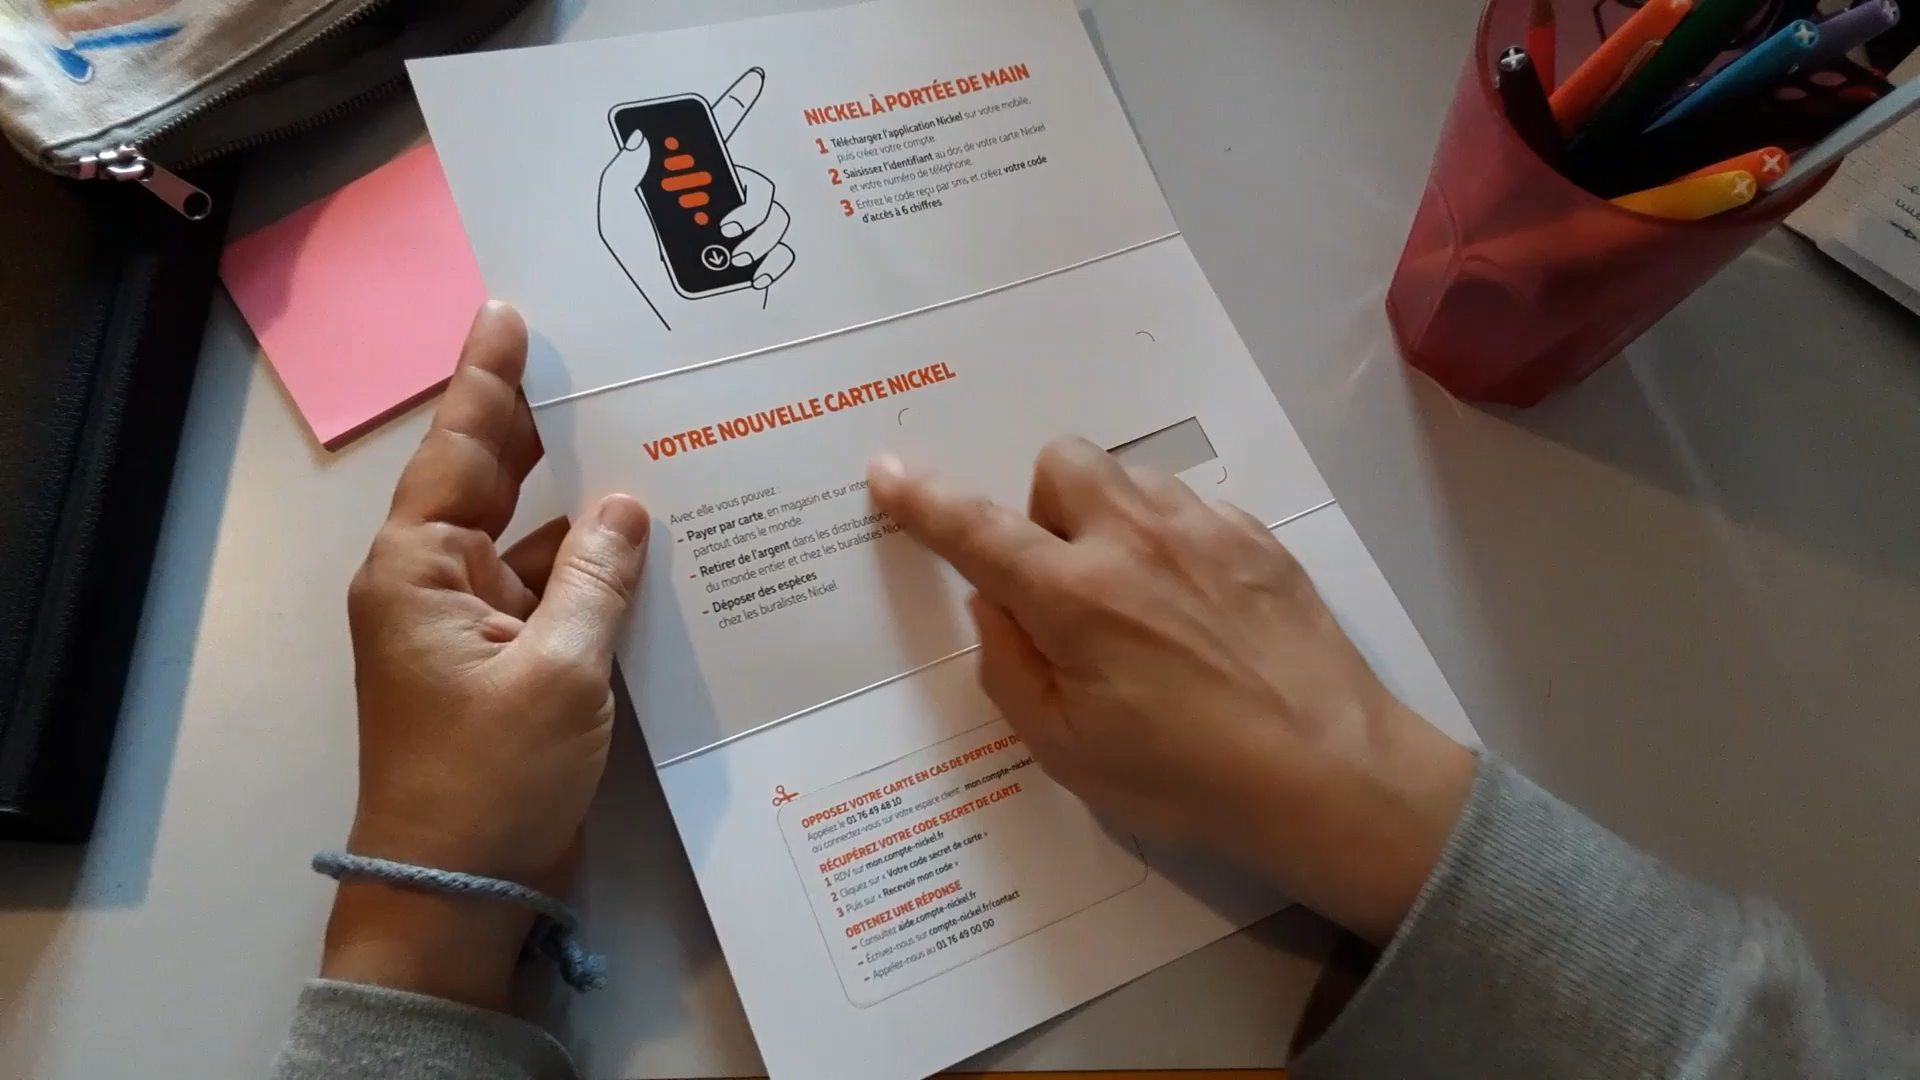 NICKEL À PORTÉE DE MAIN
1 Téléchargez l'application Nickel sur votre mobile,
puis créez votre compte.
2 Saisissez l'identifiant au dos de votre carte Nickel
et votre numéro de téléphone.
3 Entrez le code reçu par sms et créez votre code
d'accès à 6 chiffres.
VOTRE NOUVELLE CARTE NICKEL
Avec elle vous pouvez :
- Payer par carte, en magasin et sur
partout dans le monde.
- Retirer de l'argent dans les distributeurs
du monde entier et chez les buralistes
- Déposer des espèces
chez les buralistes Nickel.
OPPOSEZ VOTRE CARTE EN CAS DE PERTE OU
Appelez le 01 76 49 48 10
ou connectez-vous sur votre espace client : mon.compte-nickel.
RÉCUPÉREZ VOTRE CODE SECRET DE CARTE
1 RDV sur mon.compte-nickel.fr
2 Cliquez sur « Votre code secret de carte »
3 Puis sur « Recevoir mon code »
OBTENEZ UNE RÉPONSE
- Consultez aide.compte-nickel.fr
- Écrivez-nous sur compte-nickel.fr/contact
- Appelez-nous au 01 76 49 00 00